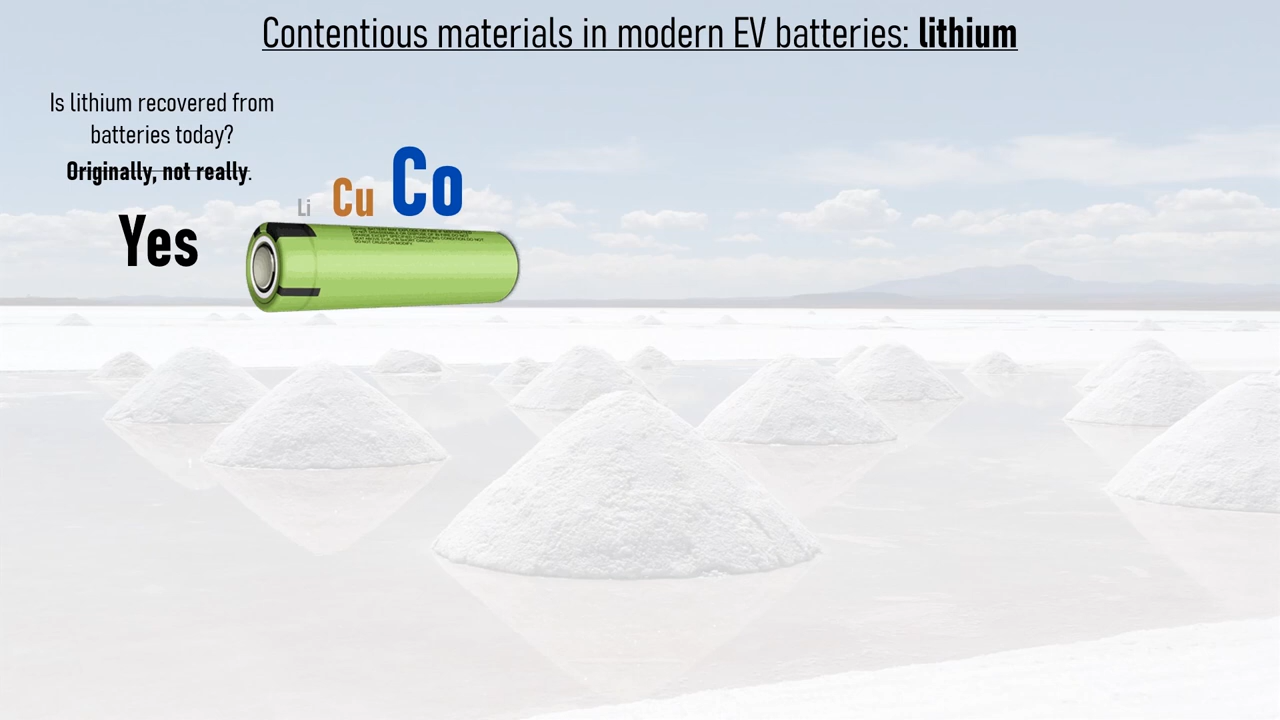 Contentious materials in modern EV batteries: lithium
Is lithium recovered from
batteries today?
Originally, not really.
Yes
Li Cu Co